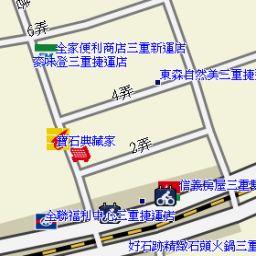 6弄
全家便利商店三重新運店
麥味登三重捷運店
東森自然美三重捷
4弄
寶石典藏家
2弄
信義房屋三重
全聯福利中心三重捷運店
好石跡精緻石頭火鍋三重